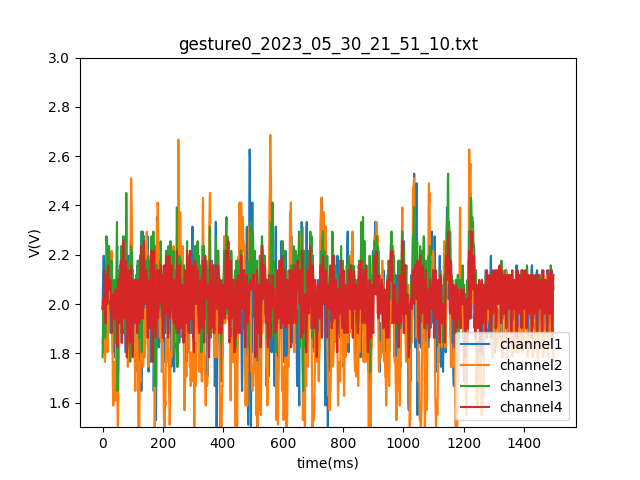 gesture0_2023_05_30_21_51_10.txt
3.0
2.8
2.6
2.4
2.2
2.0
1.8
1.6
V(V)
channel1
channel2
channel3
channel4
0 200 400 600 800 1000 1200 1400
time(ms)